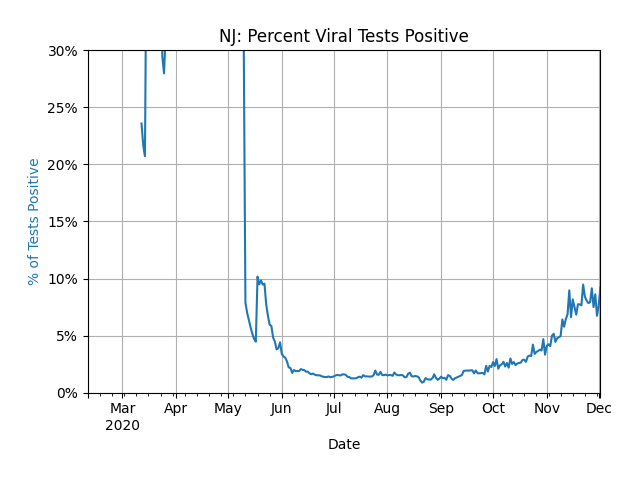 NJ: Percent Viral Tests Positive
% of Tests Positive
30%
25%
20%
15%
10%
5%
0%
Mar Apr May Jun Jul Aug Sep Oct Nov Dec
2020
Date